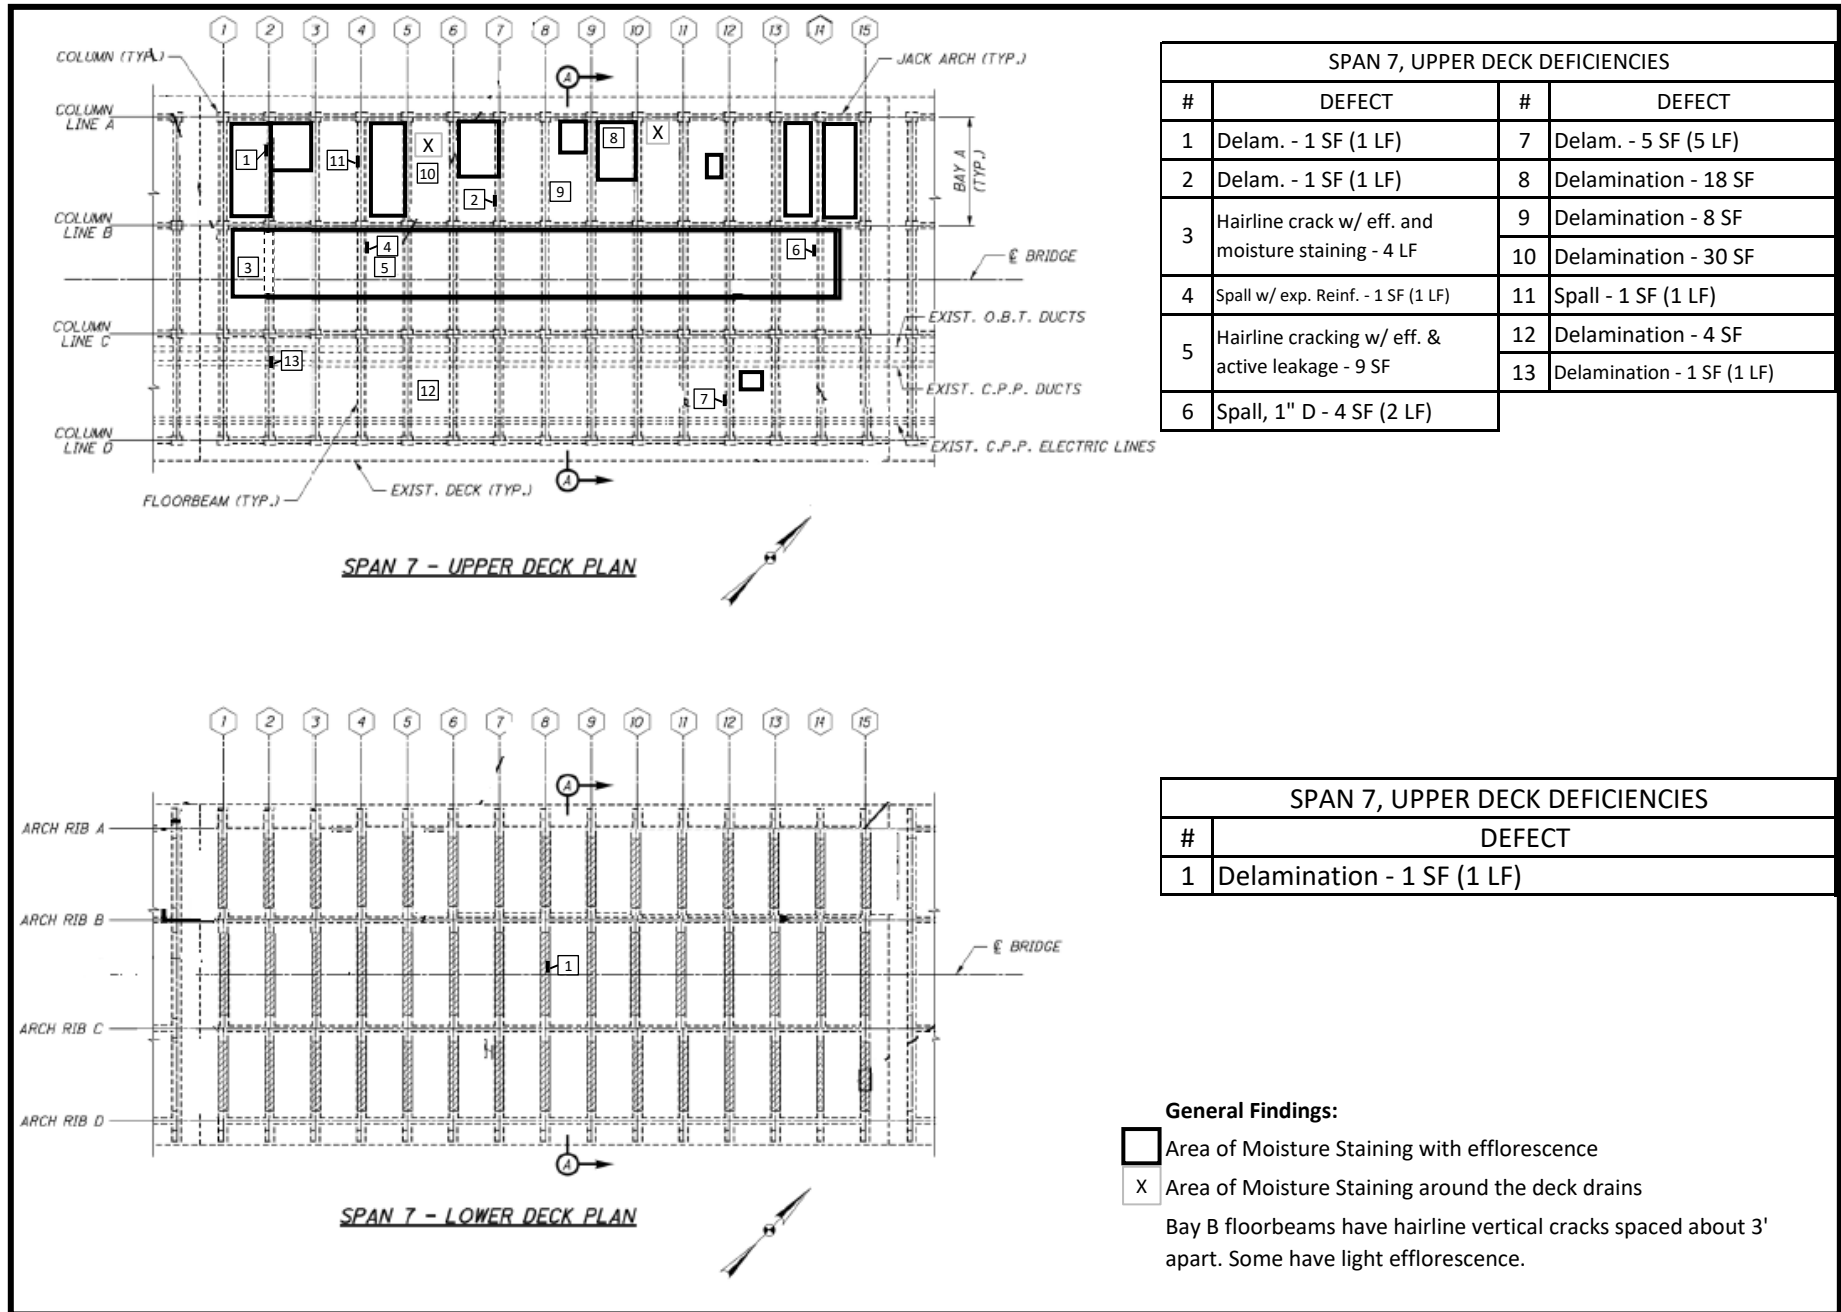 1 2 3 4 5 6 7 8 9 10 11 12 13 14 15
COLUMN (TYP.)
JACK ARCH (TYP.)
A
COLUMN
LINE A
1
11
X
10
2
9
8
X
BAY A
(TYP.)
COLUMN
LINE B
3
4
5
6
℄ BRIDGE
COLUMN
LINE C
EXIST. O.B.T. DUCTS
13
12
7
EXIST. C.P.P. DUCTS
COLUMN
LINE D
EXIST. C.P.P. ELECTRIC LINES
A
FLOORBEAM (TYP.)
EXIST. DECK (TYP.)
SPAN 7 - UPPER DECK PLAN
SPAN 7, UPPER DECK DEFICIENCIES
# DEFECT # DEFECT
1 Delam. - 1 SF (1 LF) 7 Delam. - 5 SF (5 LF)
2 Delam. - 1 SF (1 LF) 8 Delamination - 18 SF
3 Hairline crack w/ eff. and
moisture staining - 4 LF
9 Delamination - 8 SF
10 Delamination - 30 SF
4 Spall w/ exp. Reinf. - 1 SF (1 LF) 11 Spall - 1 SF (1 LF)
5 Hairline cracking w/ eff. &
active leakage - 9 SF
12 Delamination - 4 SF
13 Delamination - 1 SF (1 LF)
6 Spall, 1" D - 4 SF (2 LF)
1 2 3 4 5 6 7 8 9 10 11 12 13 14 15
A
ARCH RIB A
ARCH RIB B
1
℄ BRIDGE
ARCH RIB C
ARCH RIB D
A
SPAN 7 - LOWER DECK PLAN
SPAN 7, UPPER DECK DEFICIENCIES
# DEFECT
1 Delamination - 1 SF (1 LF)
General Findings:
Area of Moisture Staining with efflorescence
X Area of Moisture Staining around the deck drains
Bay B floorbeams have hairline vertical cracks spaced about 3'
apart. Some have light efflorescence.